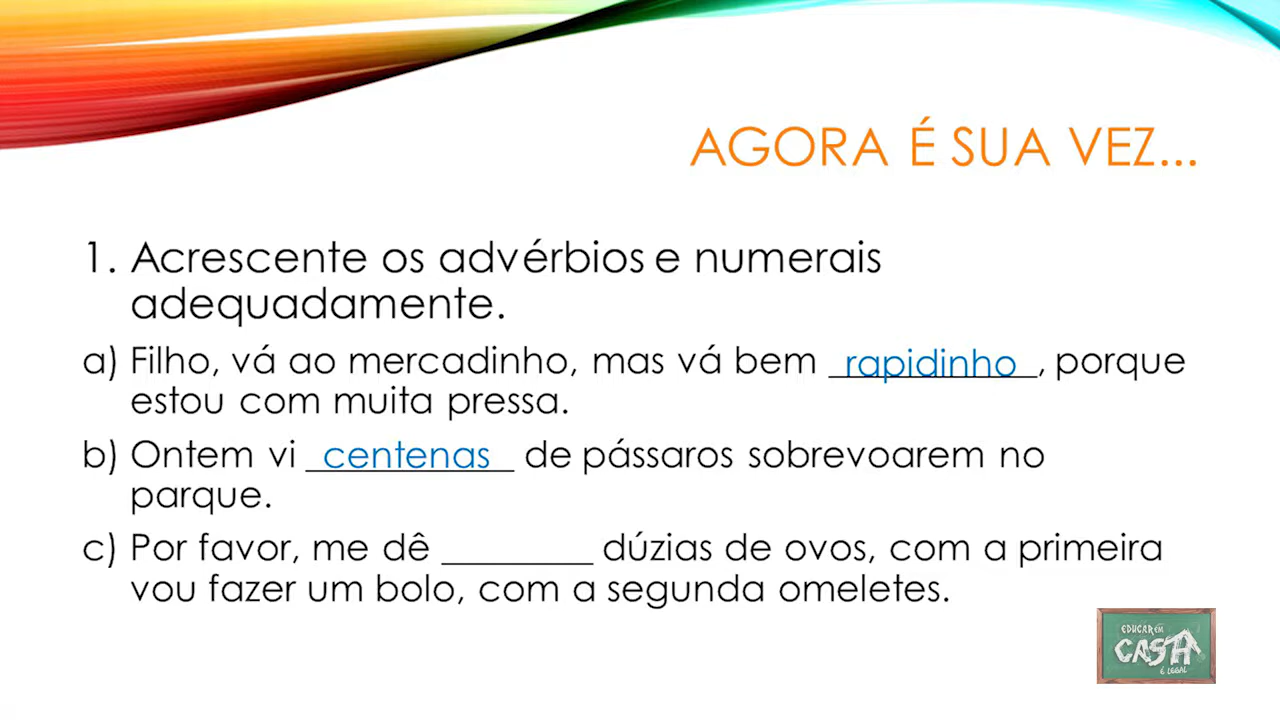 AGORA É SUA VEZ...
1. Acrescente os advérbios e numerais
adequadamente.
a) Filho, vá ao mercadinho, mas vá bem rapidinho, porque
estou com muita pressa.
b) Ontem vi centenas de pássaros sobrevoarem no
parque.
c) Por favor, me dê ________ dúzias de ovos, com a primeira
vou fazer um bolo, com a segunda omeletes.
EDUCAR EM
CASA
É LEGAL